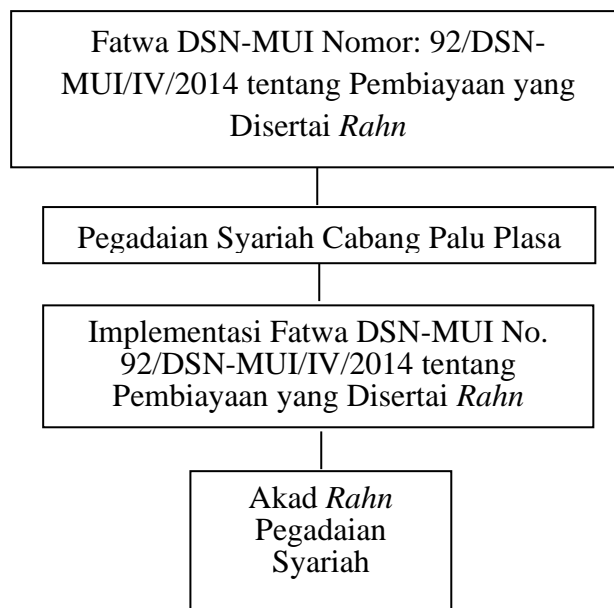 Fatwa DSN-MUI Nomor: 92/DSN-
MUI/IV/2014 tentang Pembiayaan yang
Disertai Rahn
Pegadaian Syariah Cabang Palu Plasa
Implementasi Fatwa DSN-MUI No.
92/DSN-MUI/IV/2014 tentang
Pembiayaan yang Disertai Rahn
Akad Rahn
Pegadaian
Syariah